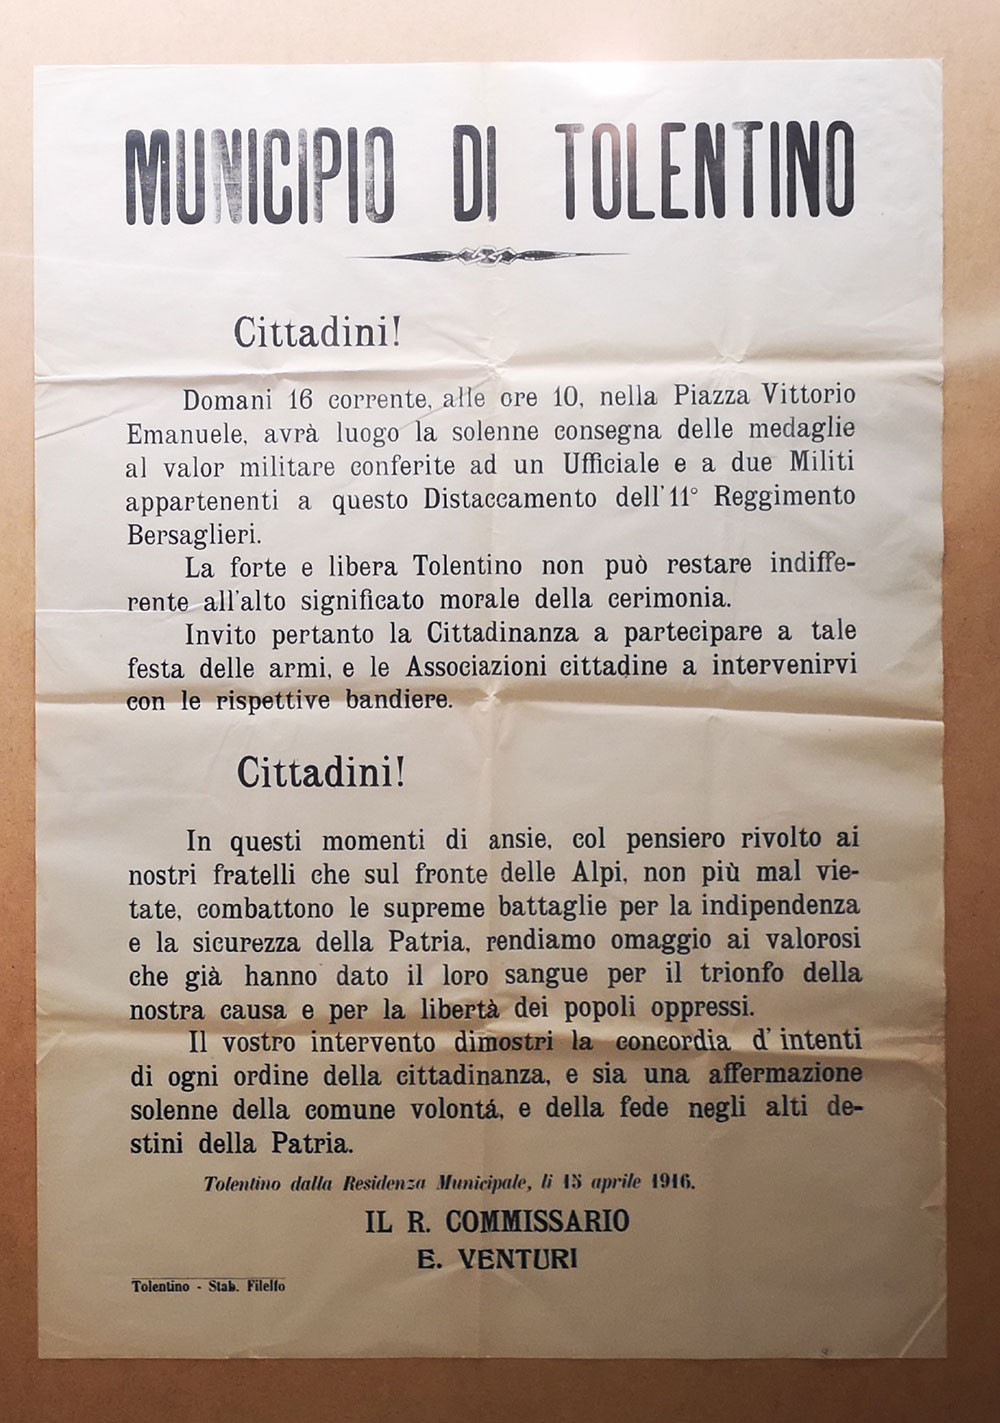 MUNICIPIO DI TOLENTINO
Cittadini!
Domani 16 corrente, alle ore 10, nella Piazza Vittorio
Emanuele, avrà luogo la solenne consegna delle medaglie
al valor militare conferite ad un Ufficiale e a due Militi
appartenenti a questo Distaccamento dell'11° Reggimento
Bersaglieri.
La forte e libera Tolentino non può restare indiffe-
rente all'alto significato morale della cerimonia.
Invito pertanto la Cittadinanza a partecipare a tale
festa delle armi, e le Associazioni cittadine a intervenirvi
con le rispettive bandiere.
Cittadini!
In questi momenti di ansie, col pensiero rivolto ai
nostri fratelli che sul fronte delle Alpi, non più mal vie-
tate, combattono le supreme battaglie per la indipendenza
e la sicurezza della Patria, rendiamo omaggio ai valorosi
che già hanno dato il loro sangue per il trionfo della
nostra causa e per la libertà dei popoli oppressi.
Il vostro intervento dimostri la concordia d' intenti
di ogni ordine della cittadinanza, e sia una affermazione
solenne della comune volontá, e della fede negli alti de-
stini della Patria.
Tolentino dalla Residenza Municipale, li 15 aprile 1916.
IL R. COMMISSARIO
E. VENTURI
Tolentino - Stab. Filelfo